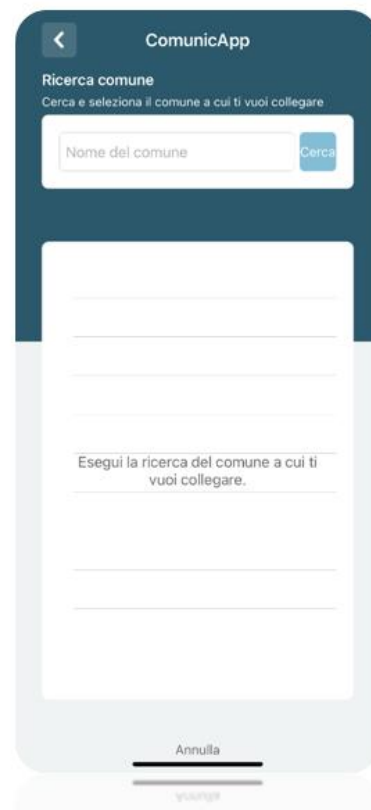 ComunicApp
Ricerca comune
Cerca e seleziona il comune a cui ti vuoi collegare
Nome del comune
Cerca
Esegui la ricerca del comune a cui ti
vuoi collegare.
Annulla